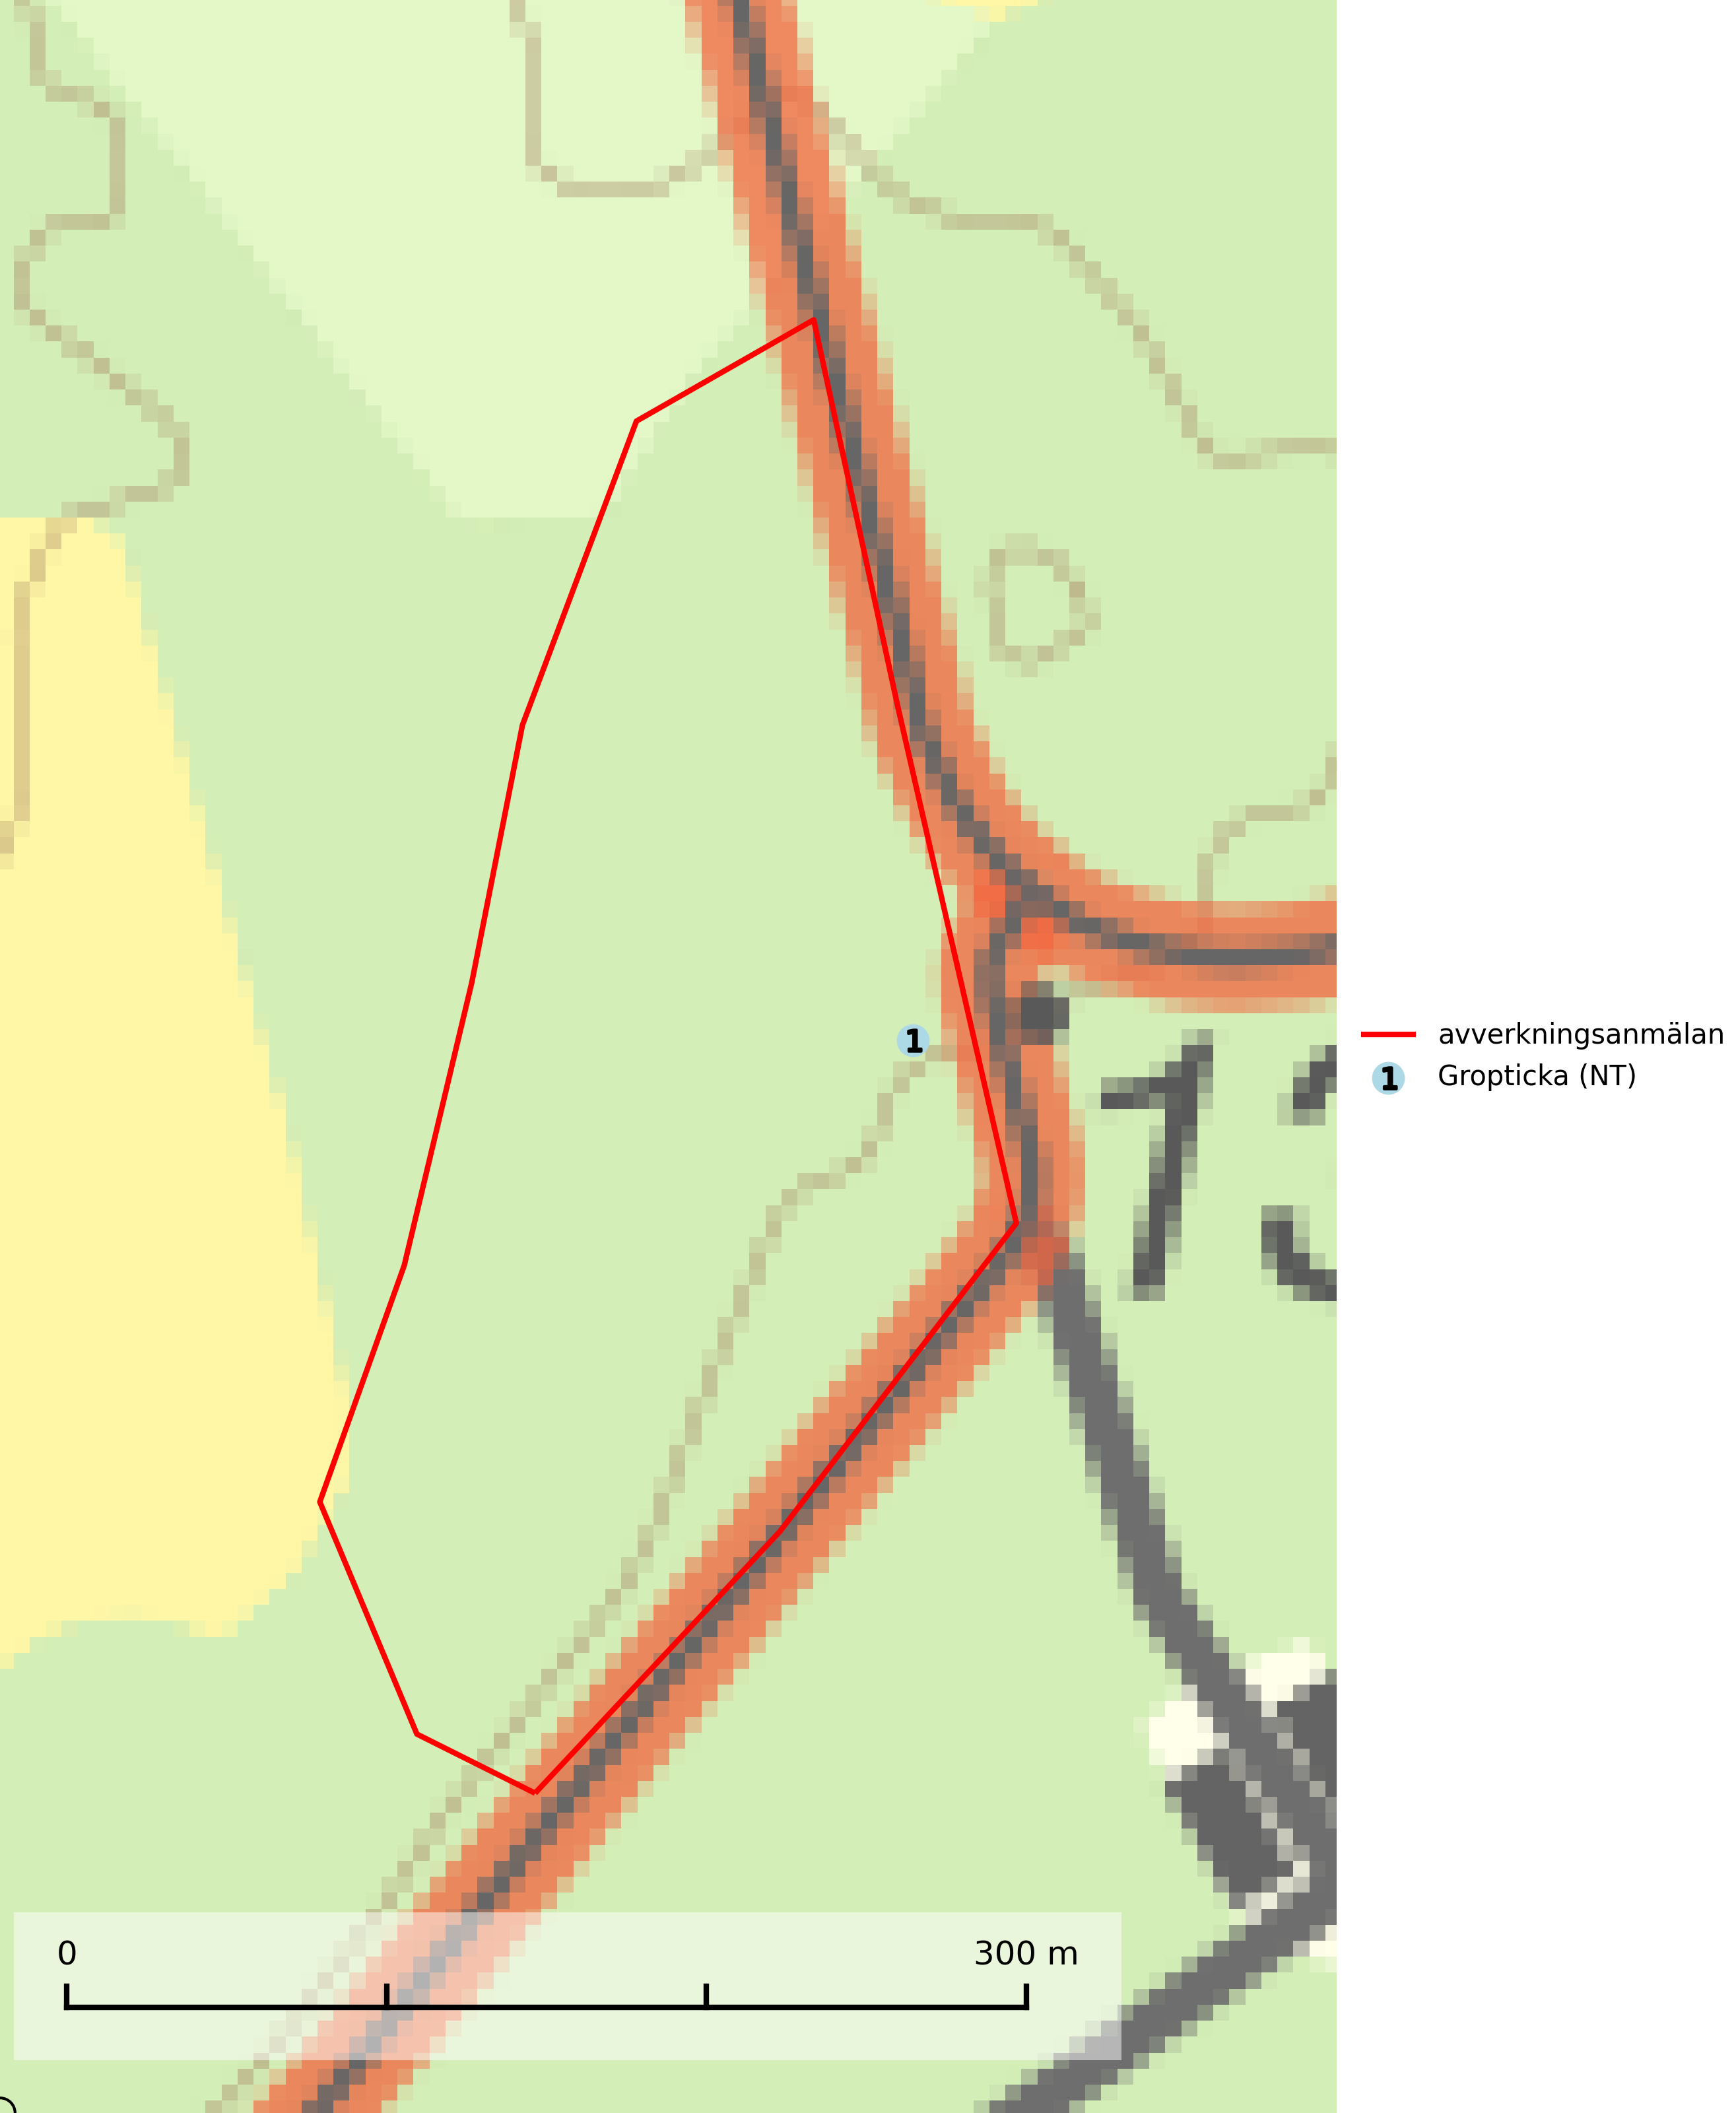 1
avverkningsanmälan
1 Gropticka (NT)
0 300 m